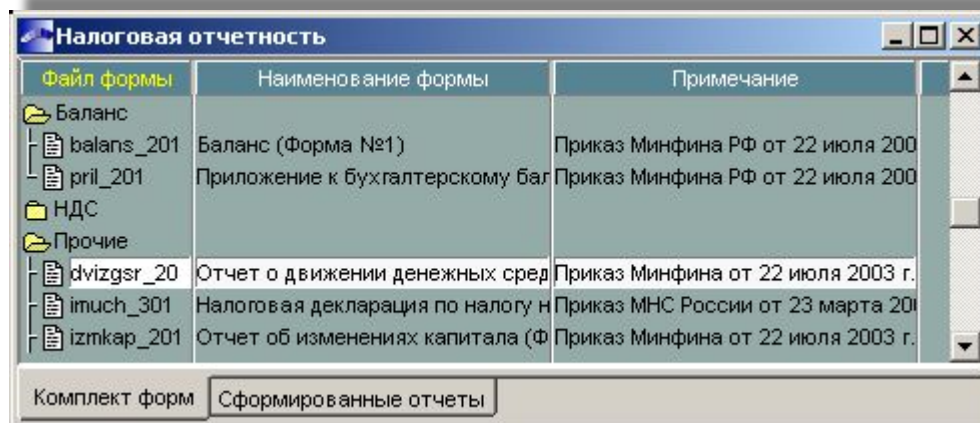 Налоговая отчетность
Файл формы Наименование формы Примечание
Баланс
balans_201 Баланс (Форма №1) Приказ Минфина РФ от 22 июля 200
pril_201 Приложение к бухгалтерскому бал Приказ Минфина РФ от 22 июля 200
НДС
Прочие
dvizgsr_20 Отчет о движении денежных сред Приказ Минфина от 22 июля 2003 г.
imuch_301 Налоговая декларация по налогу н Приказ МНС России от 23 марта 200
izmkap_201 Отчет об изменениях капитала (Ф Приказ Минфина от 22 июля 2003 г.
Комплект форм Сформированные отчеты